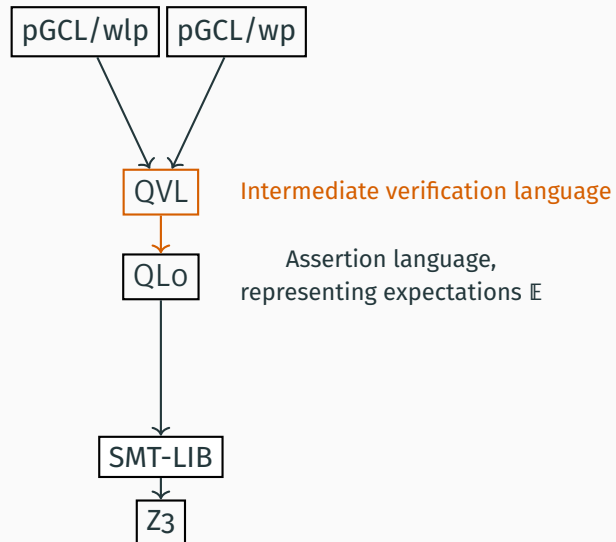 pGCL/wlp pGCL/wp
QVL Intermediate verification language
QLo Assertion language,
representing expectations 𝔼
SMT-LIB
Z3